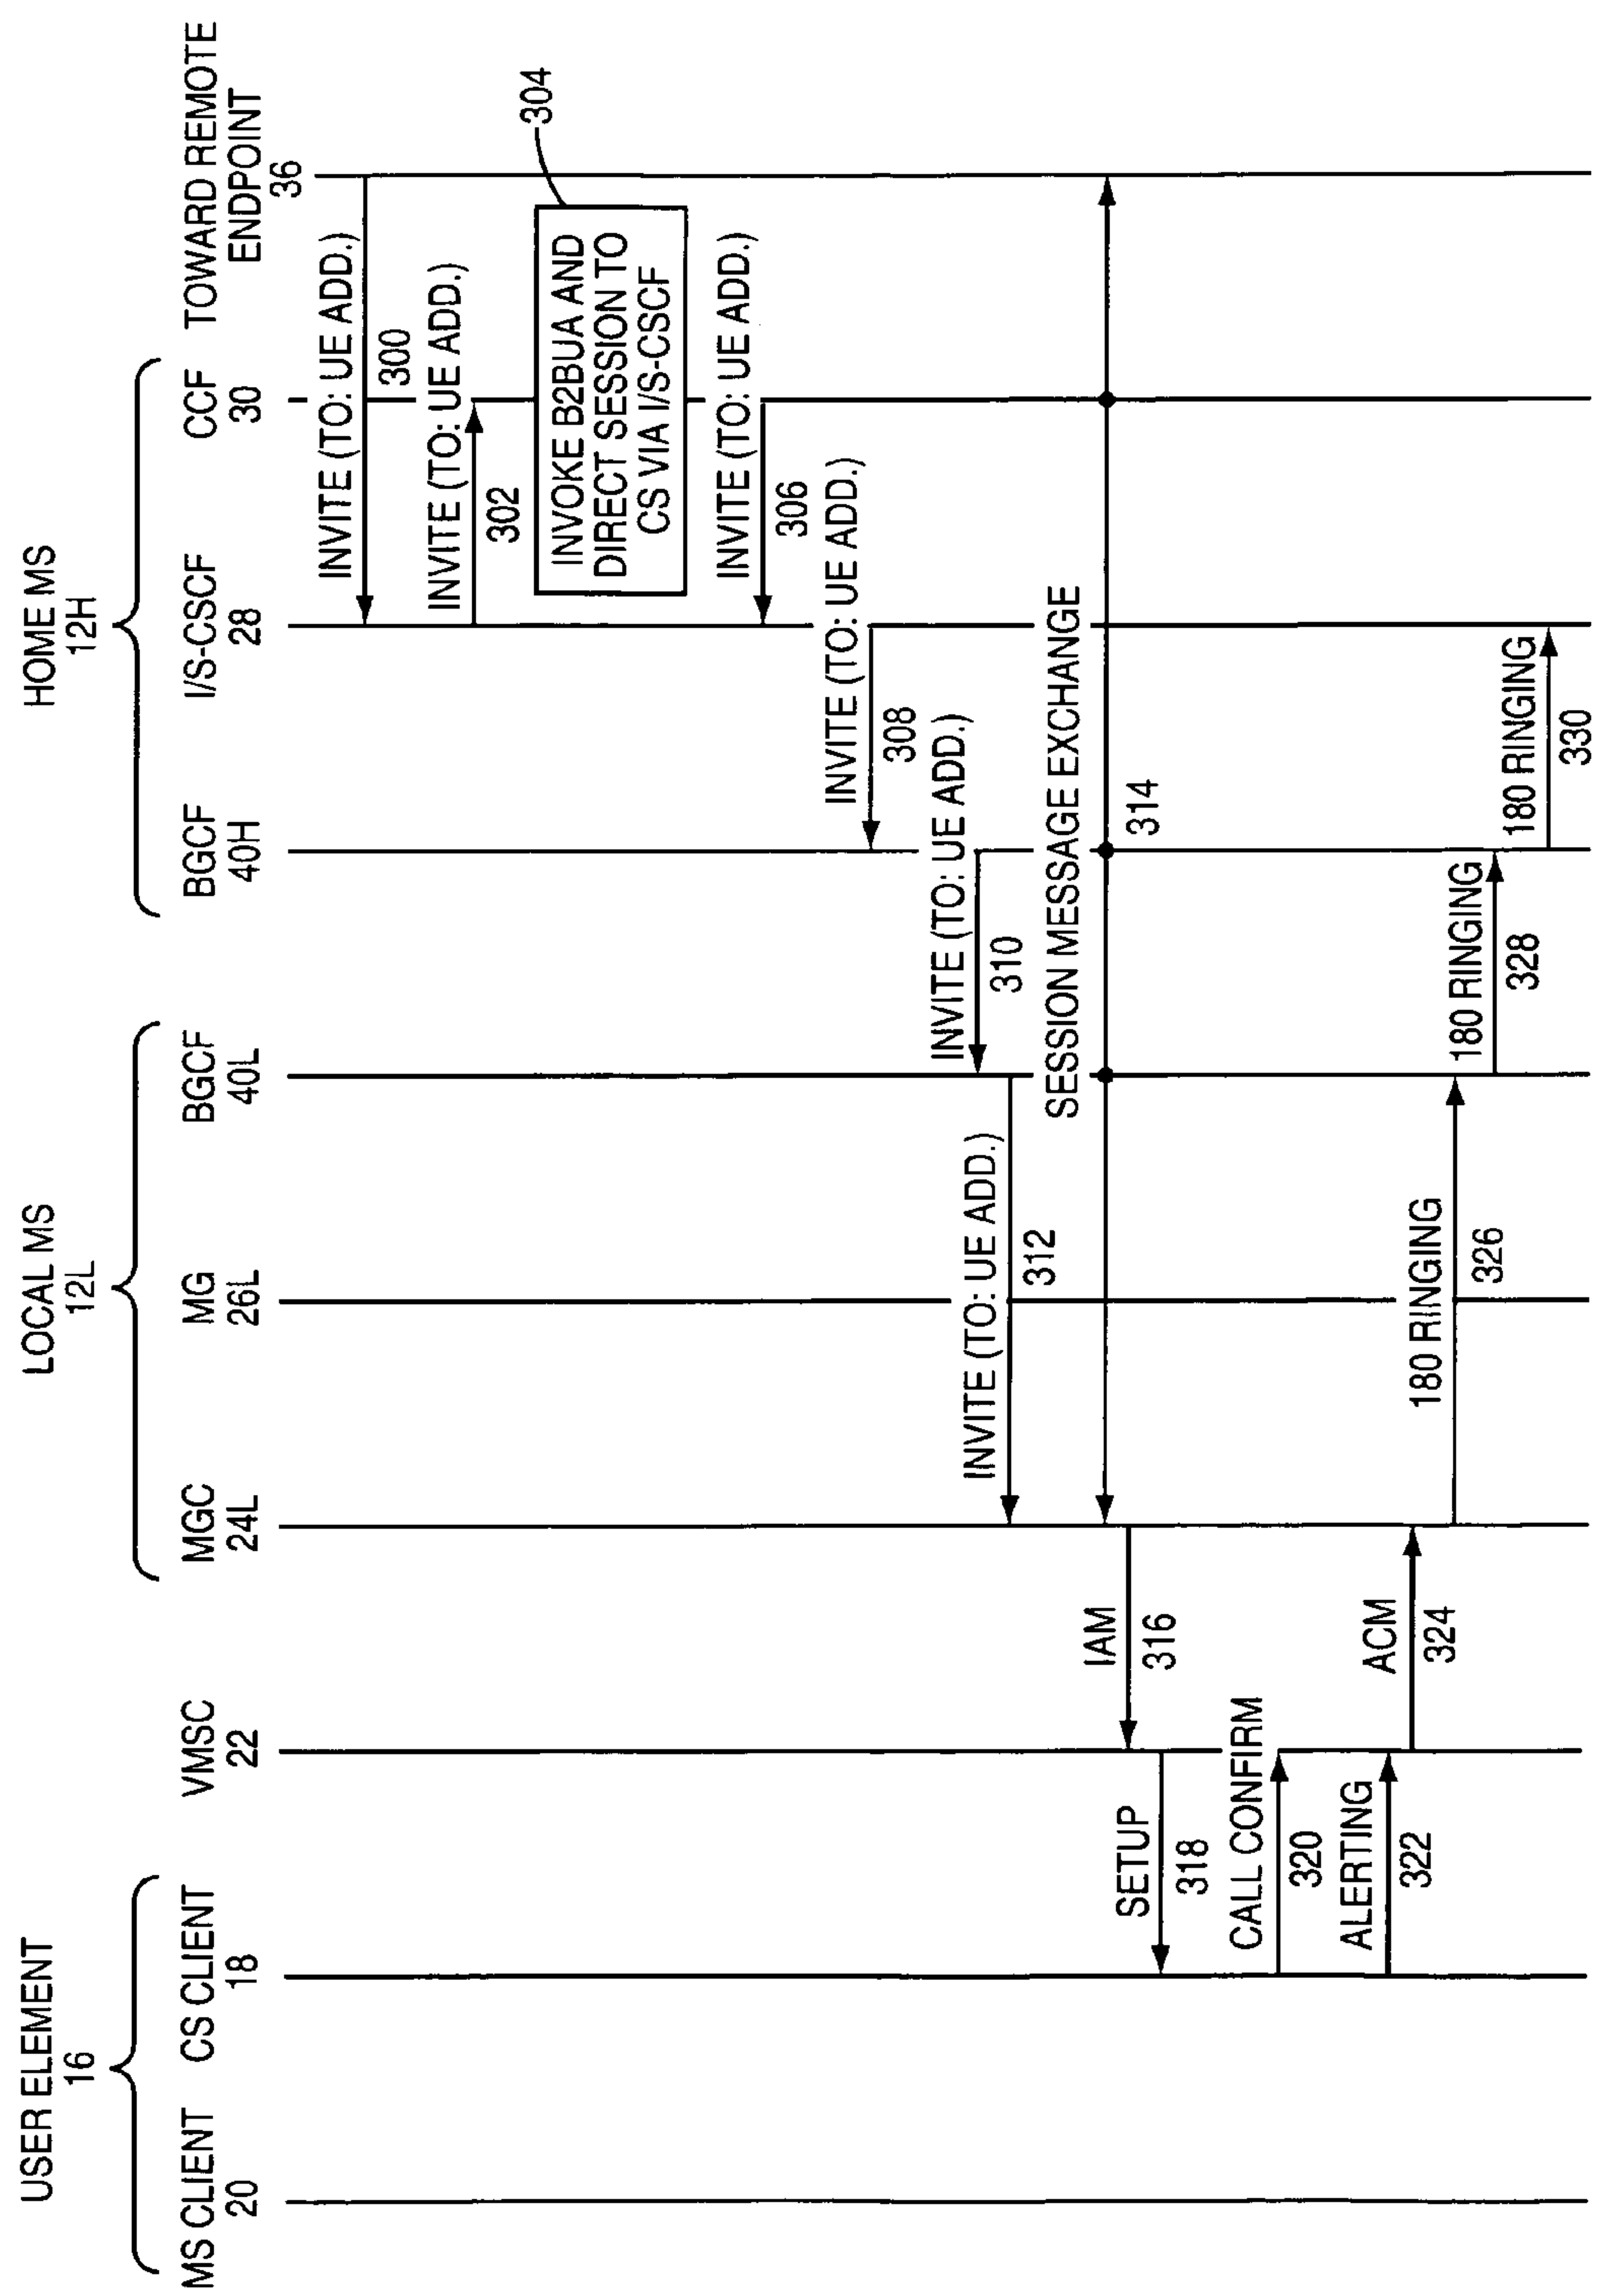 USER ELEMENT
16
LOCAL MS
12L
HOME MS
12H
MS CLIENT
20
CS CLIENT
18
VMSC
22
MGC
24L
MG
26L
BGCF
40L
BGCF
40H
I/S-CSCF
28
CCF
30
TOWARD REMOTE
ENDPOINT
36
INVITE (TO: UE ADD.)
300
INVITE (TO: UE ADD.)
302
304
INVOKE B2BUA AND
DIRECT SESSION TO
CS VIA I/S-CSCF
INVITE (TO: UE ADD.)
306
INVITE (TO: UE ADD.)
308
INVITE (TO: UE ADD.)
310
INVITE (TO: UE ADD.)
312
SESSION MESSAGE EXCHANGE
314
IAM
316
SETUP
318
CALL CONFIRM
320
ALERTING
322
ACM
324
180 RINGING
326
180 RINGING
328
180 RINGING
330